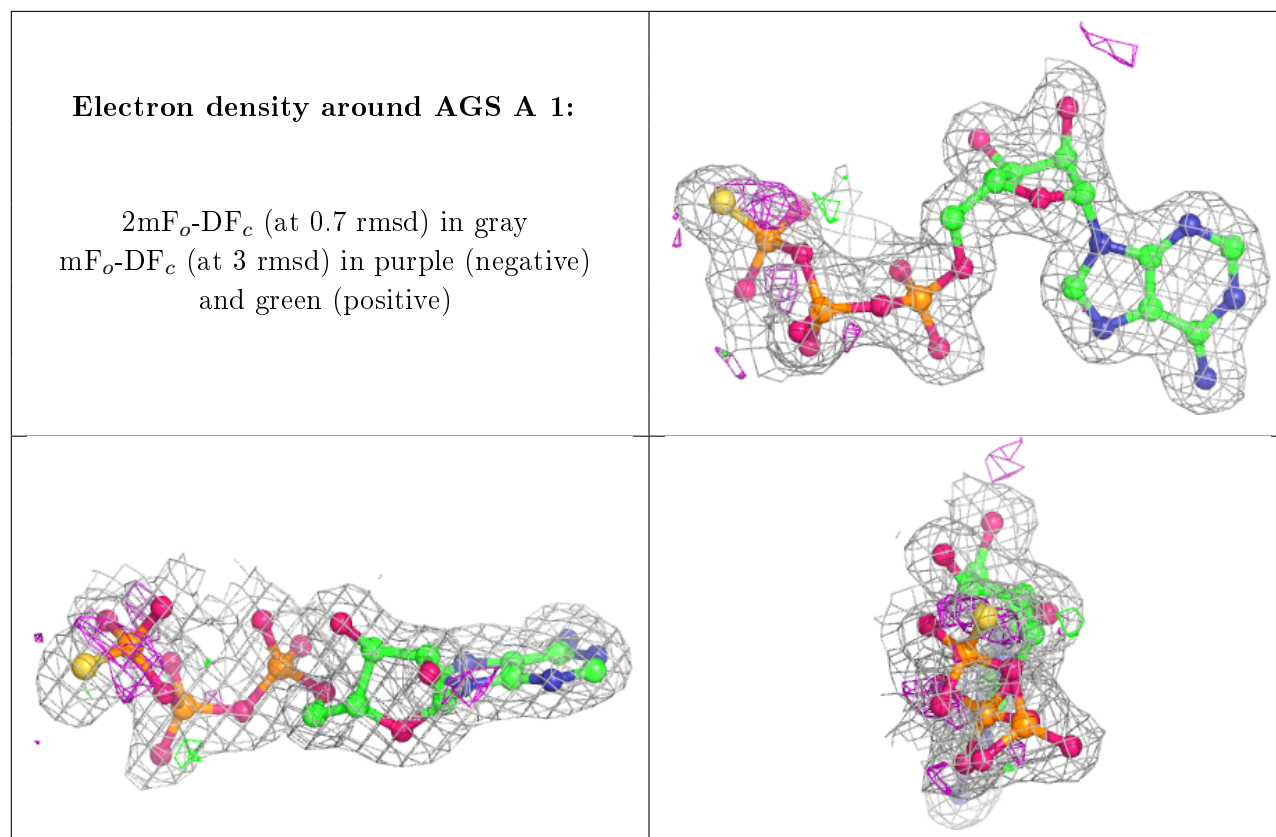 Electron density around AGS A 1:
2mFo-DFc (at 0.7 rmsd) in gray
mFo-DFc (at 3 rmsd) in purple (negative)
and green (positive)